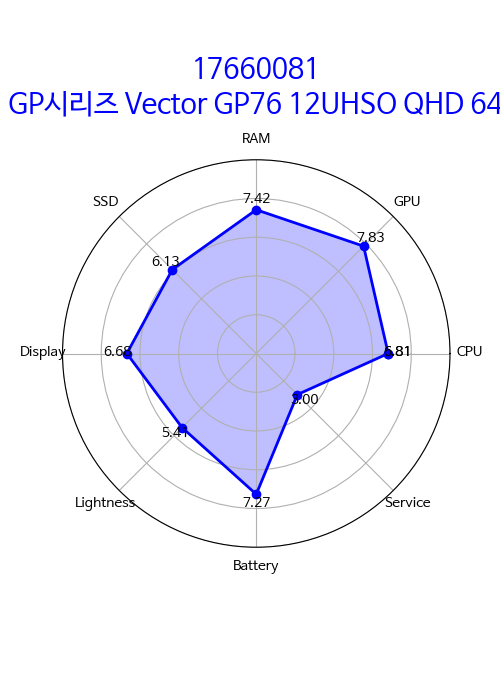 17660081
GP시리즈 Vector GP76 12UHSO QHD 64
RAM
SSD
GPU
7.42
7.83
6.13
Display
6.68
6.81
CPU
5.41
3.00
Lightness
7.27
Service
Battery